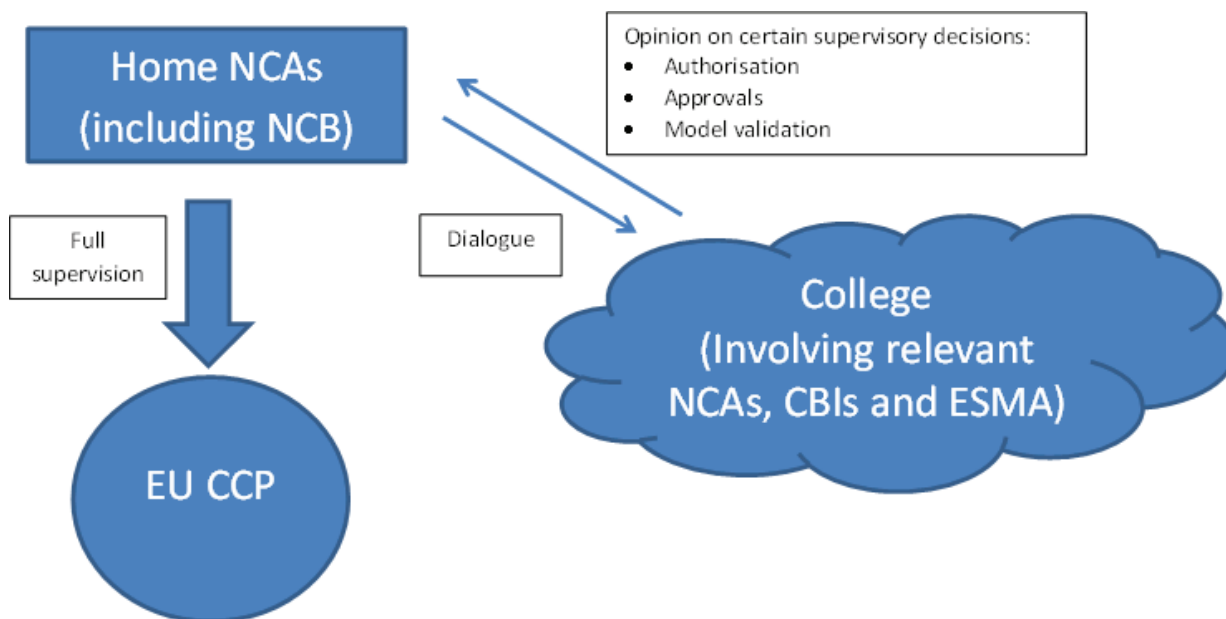 Home NCAs
(including NCB)
Opinion on certain supervisory decisions:
• Authorisation
• Approvals
• Model validation
Full
supervision
Dialogue
College
(Involving relevant
NCAs, CBIs and ESMA)
EU CCP